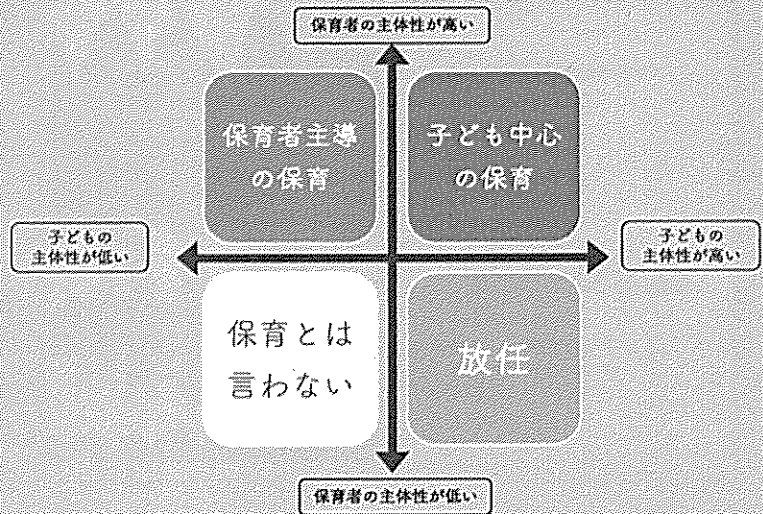 保育者の主体性が高い
保育者主導
の保育
子ども中心
の保育
子どもの
主体性が低い
子どもの
主体性が高い
保育とは
言わない
放任
保育者の主体性が低い